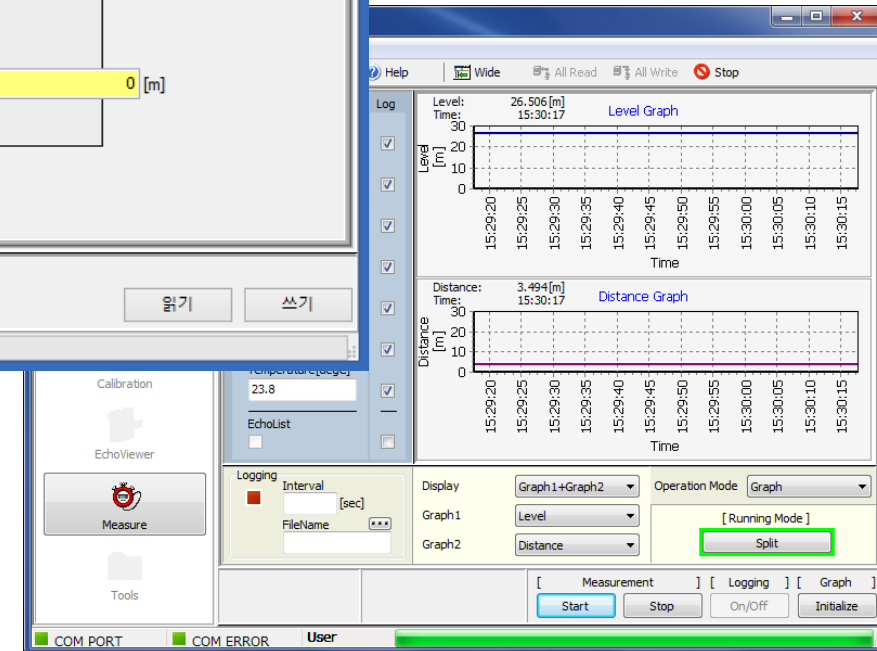 0 [m]
읽기
쓰기
Help
Wide
All Read
All Write
Stop
Log
Level: 26.506[m]
Time: 15:30:17
Level Graph
Level
[m]
30
20
10
0
15:29:20
15:29:25
15:29:30
15:29:35
15:29:40
15:29:45
15:29:50
15:29:55
15:30:00
15:30:05
15:30:10
15:30:15
Time
Distance: 3.494[m]
Time: 15:30:17
Distance Graph
Distance
[m]
30
20
10
0
15:29:20
15:29:25
15:29:30
15:29:35
15:29:40
15:29:45
15:29:50
15:29:55
15:30:00
15:30:05
15:30:10
15:30:15
Time
Temperature[degC]
23.8
EchoList
Calibration
EchoViewer
Measure
Tools
Logging
Interval
[sec]
FileName
Display
Graph1+Graph2
Graph1
Level
Graph2
Distance
Operation Mode
Graph
[ Running Mode ]
Split
[ Measurement ] [ Logging ] [ Graph ]
Start
Stop
On/Off
Initialize
COM PORT
COM ERROR
User